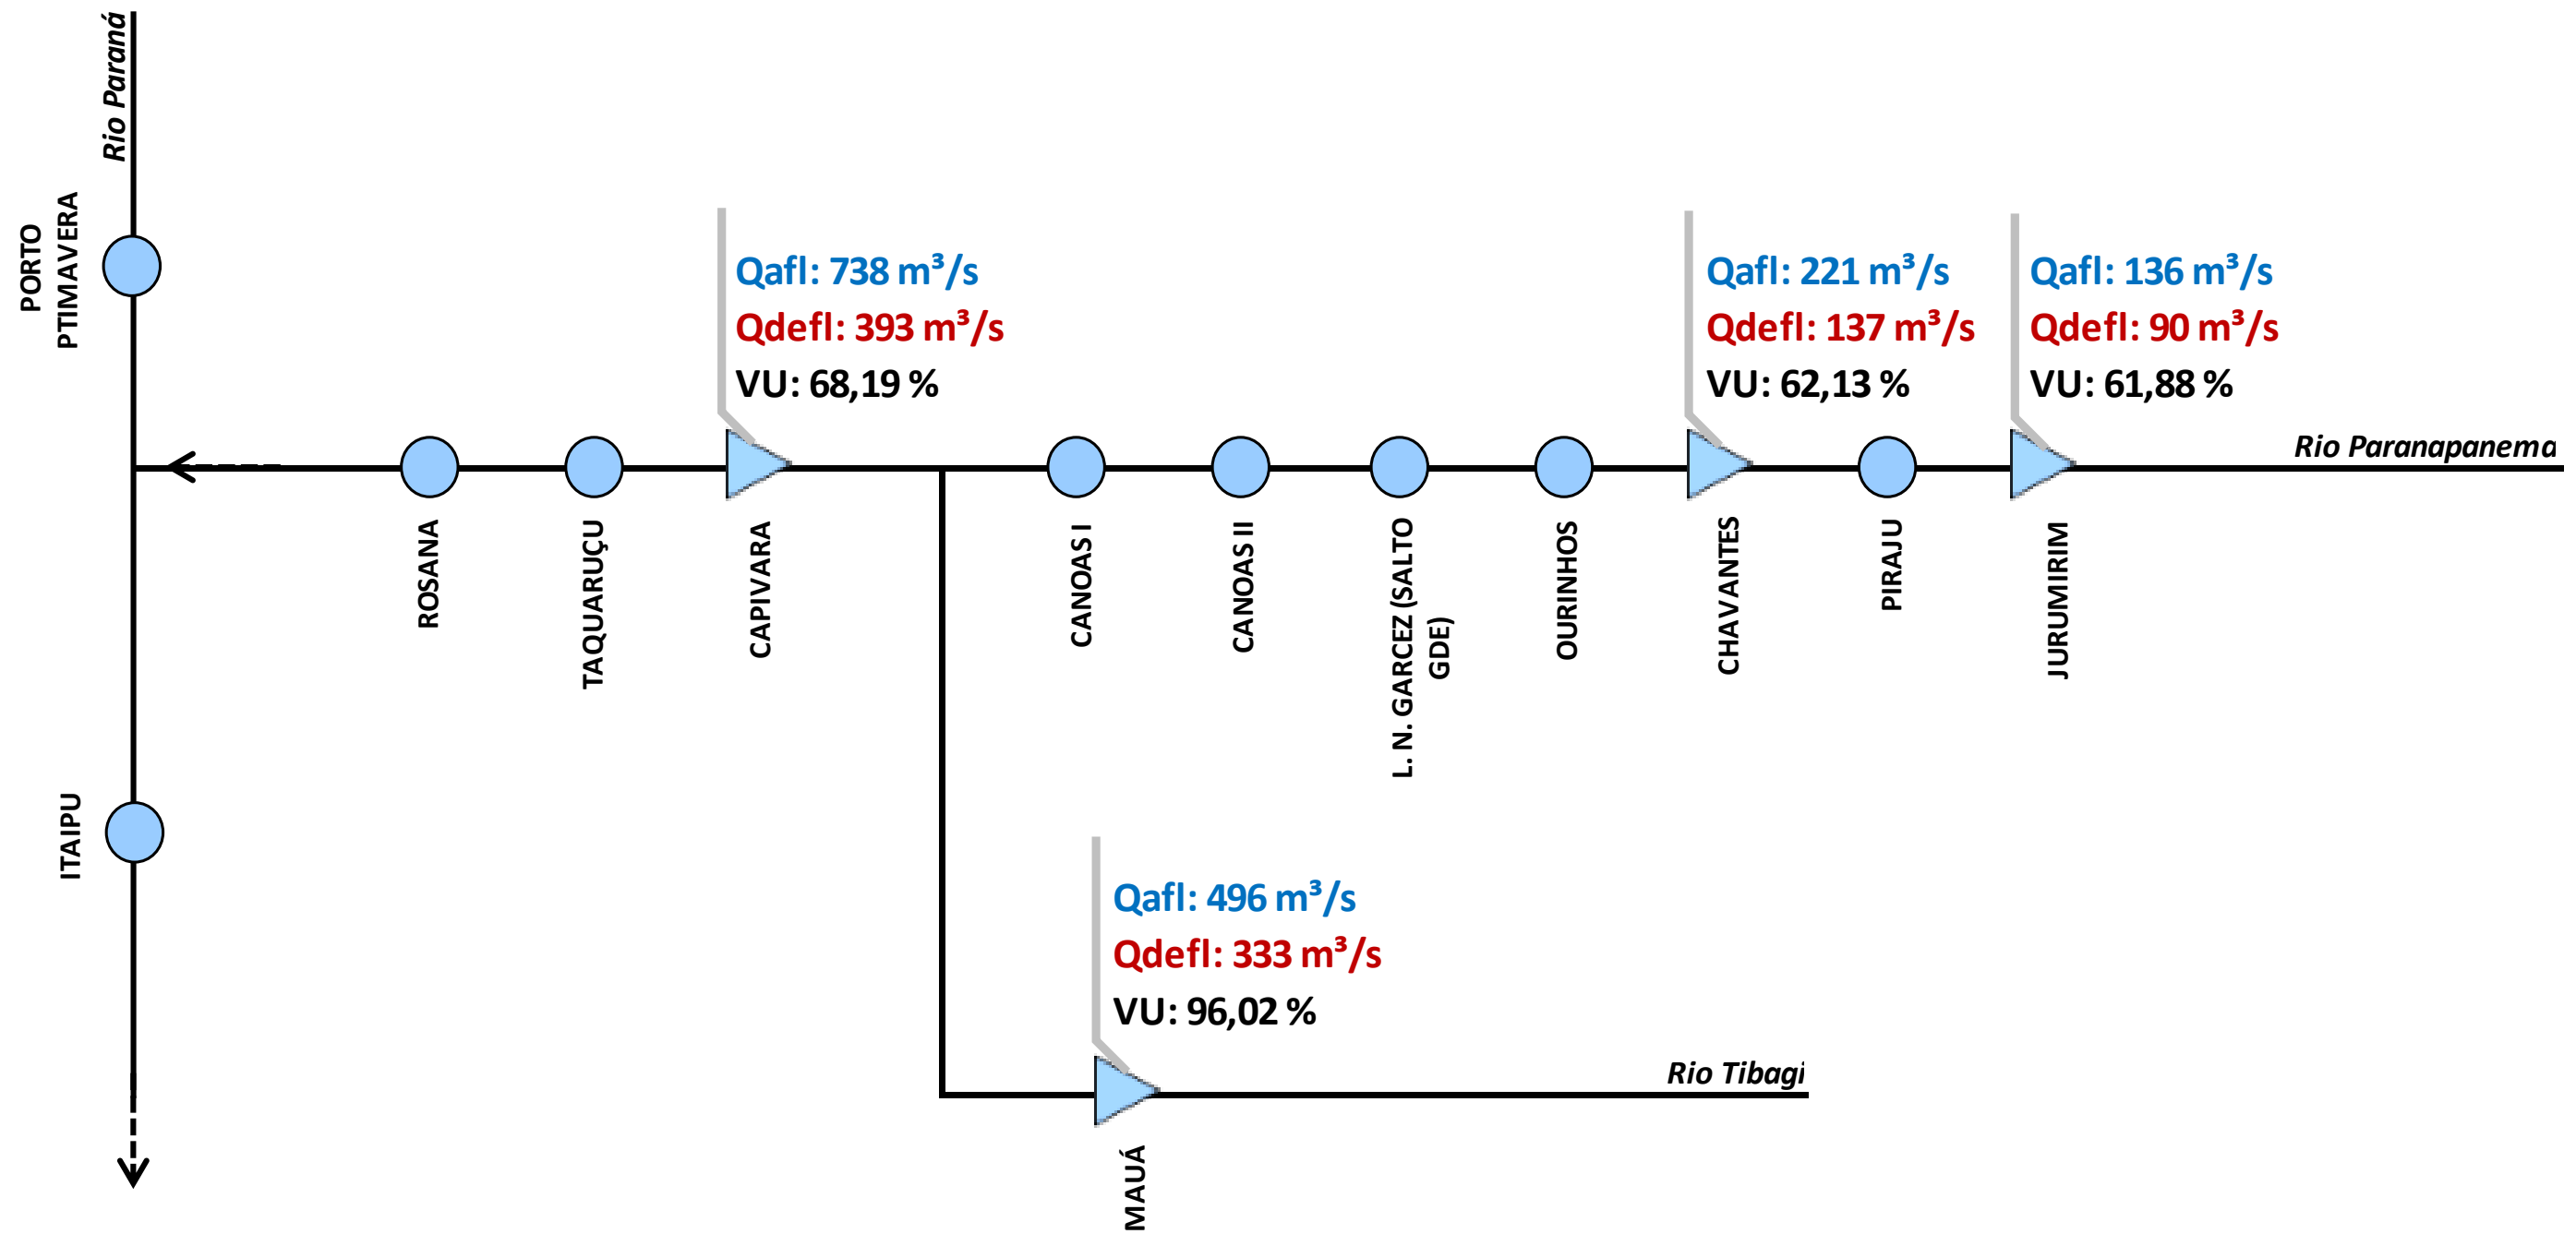 Rio Paraná
PORTO
PTIMAVERA
Qafl: 738 m³/s
Qdefl: 393 m³/s
VU: 68,19 %
Qafl: 221 m³/s
Qdefl: 137 m³/s
VU: 62,13 %
Qafl: 136 m³/s
Qdefl: 90 m³/s
VU: 61,88 %
Rio Paranapanema
ROSANA
TAQUARUÇU
CAPIVARA
CANOAS I
CANOAS II
L. N. GARCEZ (SALTO
GDE)
OURINHOS
CHAVANTES
PIRAJU
JURUMIRIM
ITAIPU
Qafl: 496 m³/s
Qdefl: 333 m³/s
VU: 96,02 %
Rio Tibagi
MAUÁ